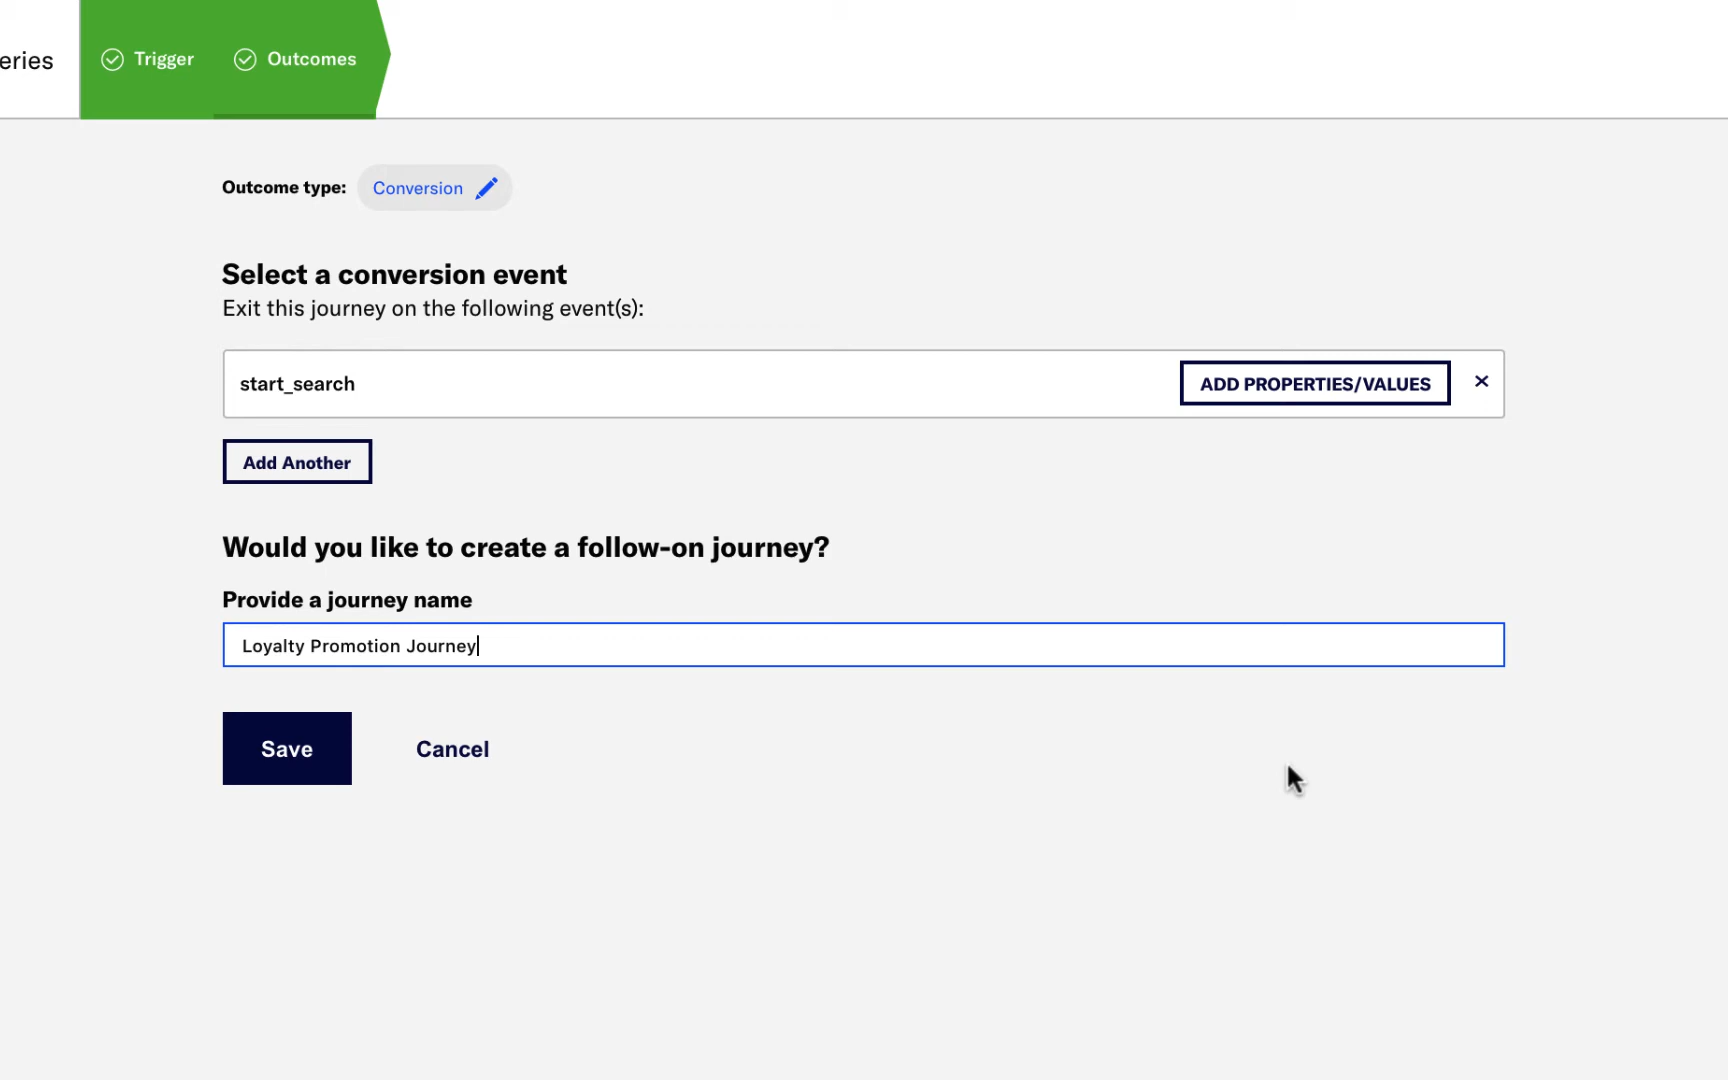 eries
Trigger
Outcomes
Outcome type:
Conversion
Select a conversion event
Exit this journey on the following event(s):
start_search
ADD PROPERTIES/VALUES
Add Another
Would you like to create a follow-on journey?
Provide a journey name
Loyalty Promotion Journey
Save
Cancel